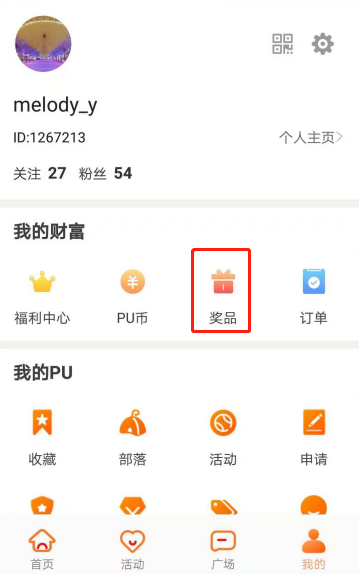 melody_y
ID:1267213
个人主页
关注 27 粉丝 54
我的财富
福利中心 PU币 奖品 订单
我的PU
收藏 部落 活动 申请
首页 活动 广场 我的